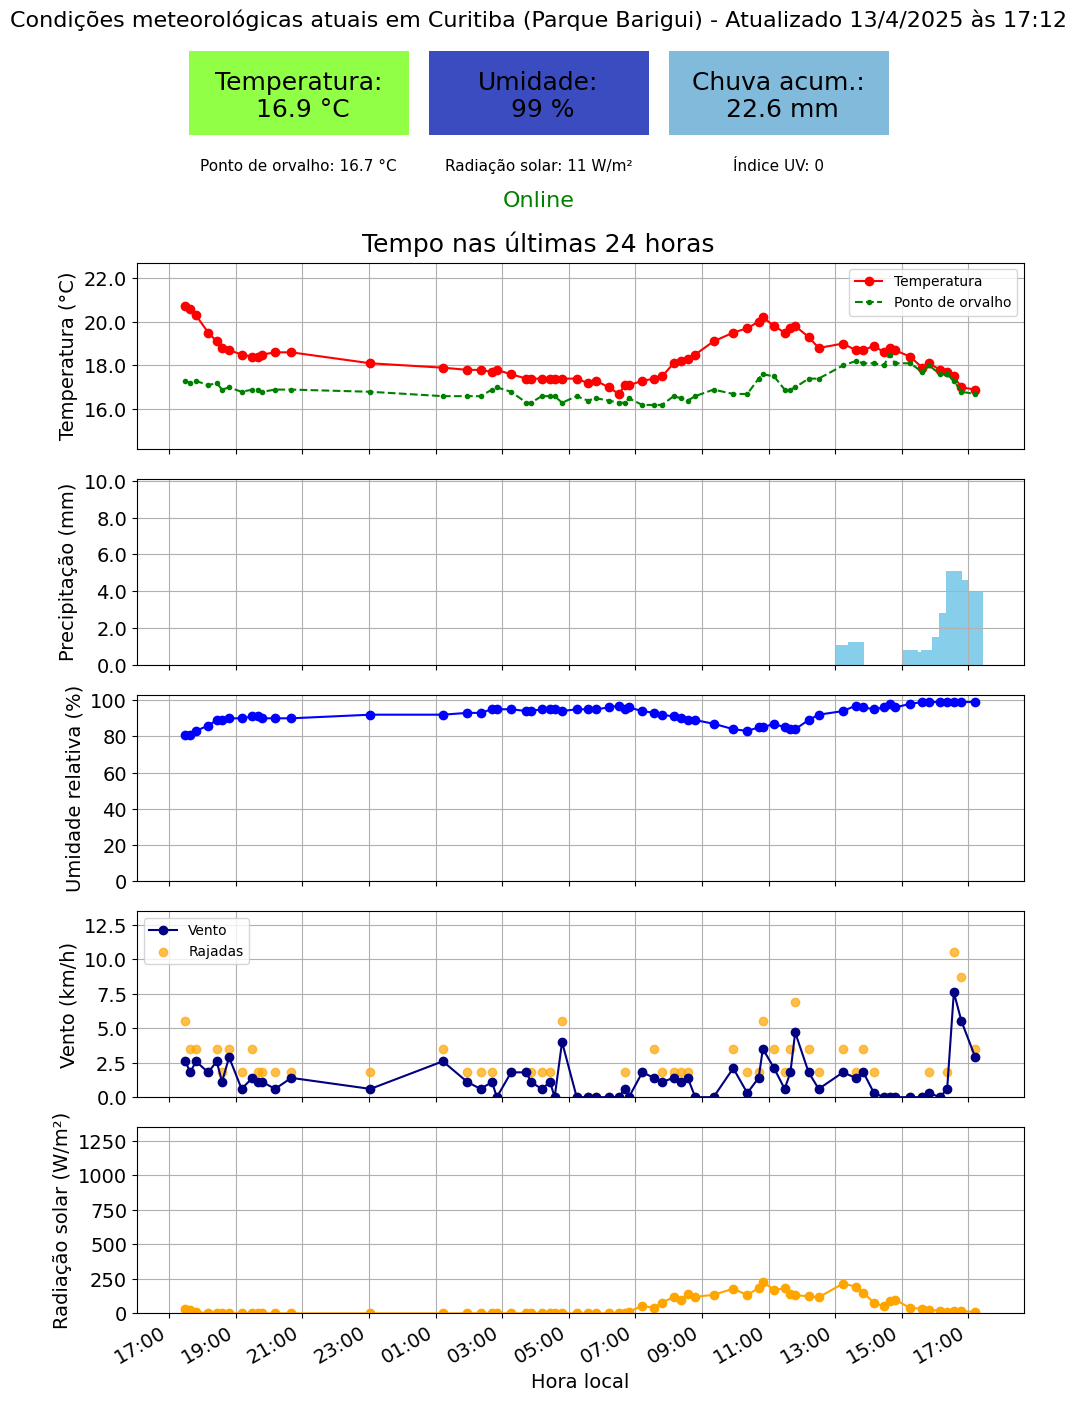 Condições meteorológicas atuais em Curitiba (Parque Barigui) - Atualizado 13/4/2025 às 17:12
Temperatura:
16.9 °C
Umidade:
99 %
Chuva acum.:
22.6 mm
Ponto de orvalho: 16.7 °C
Radiação solar: 11 W/m²
Índice UV: 0
Online
Tempo nas últimas 24 horas
Temperatura (°C)
22.0
20.0
18.0
16.0
Temperatura
Ponto de orvalho
Precipitação (mm)
10.0
8.0
6.0
4.0
2.0
0.0
Umidade relativa (%)
100
80
60
40
20
0
Vento (km/h)
12.5
10.0
7.5
5.0
2.5
0.0
Vento
Rajadas
Radiação solar (W/m²)
1250
1000
750
500
250
0
17:00
19:00
21:00
23:00
01:00
03:00
05:00
07:00
09:00
11:00
13:00
15:00
17:00
Hora local